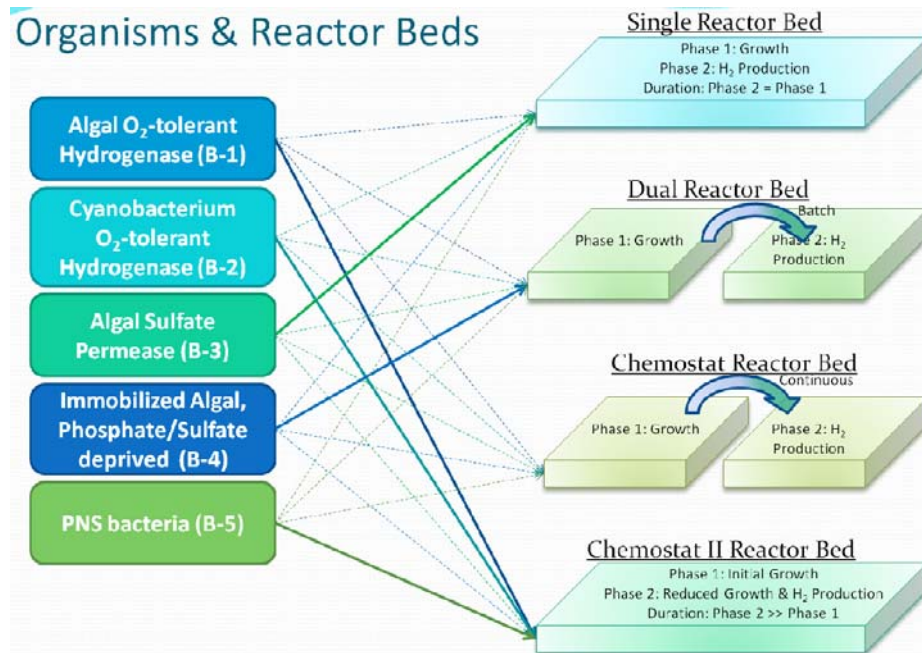 Organisms & Reactor Beds
Algal O₂-tolerant
Hydrogenase (B-1)
Cyanobacterium
O₂-tolerant
Hydrogenase (B-2)
Algal Sulfate
Permease (B-3)
Immobilized Algal,
Phosphate/Sulfate
deprived (B-4)
PNS bacteria (B-5)
Single Reactor Bed
Phase 1: Growth
Phase 2: H₂ Production
Duration: Phase 2 = Phase 1
Dual Reactor Bed
Batch
Phase 1: Growth
Phase 2: H₂
Production
Chemostat Reactor Bed
Continuous
Phase 1: Growth
Phase 2: H₂
Production
Chemostat II Reactor Bed
Phase 1: Initial Growth
Phase 2: Reduced Growth & H₂ Production
Duration: Phase 2 >> Phase 1